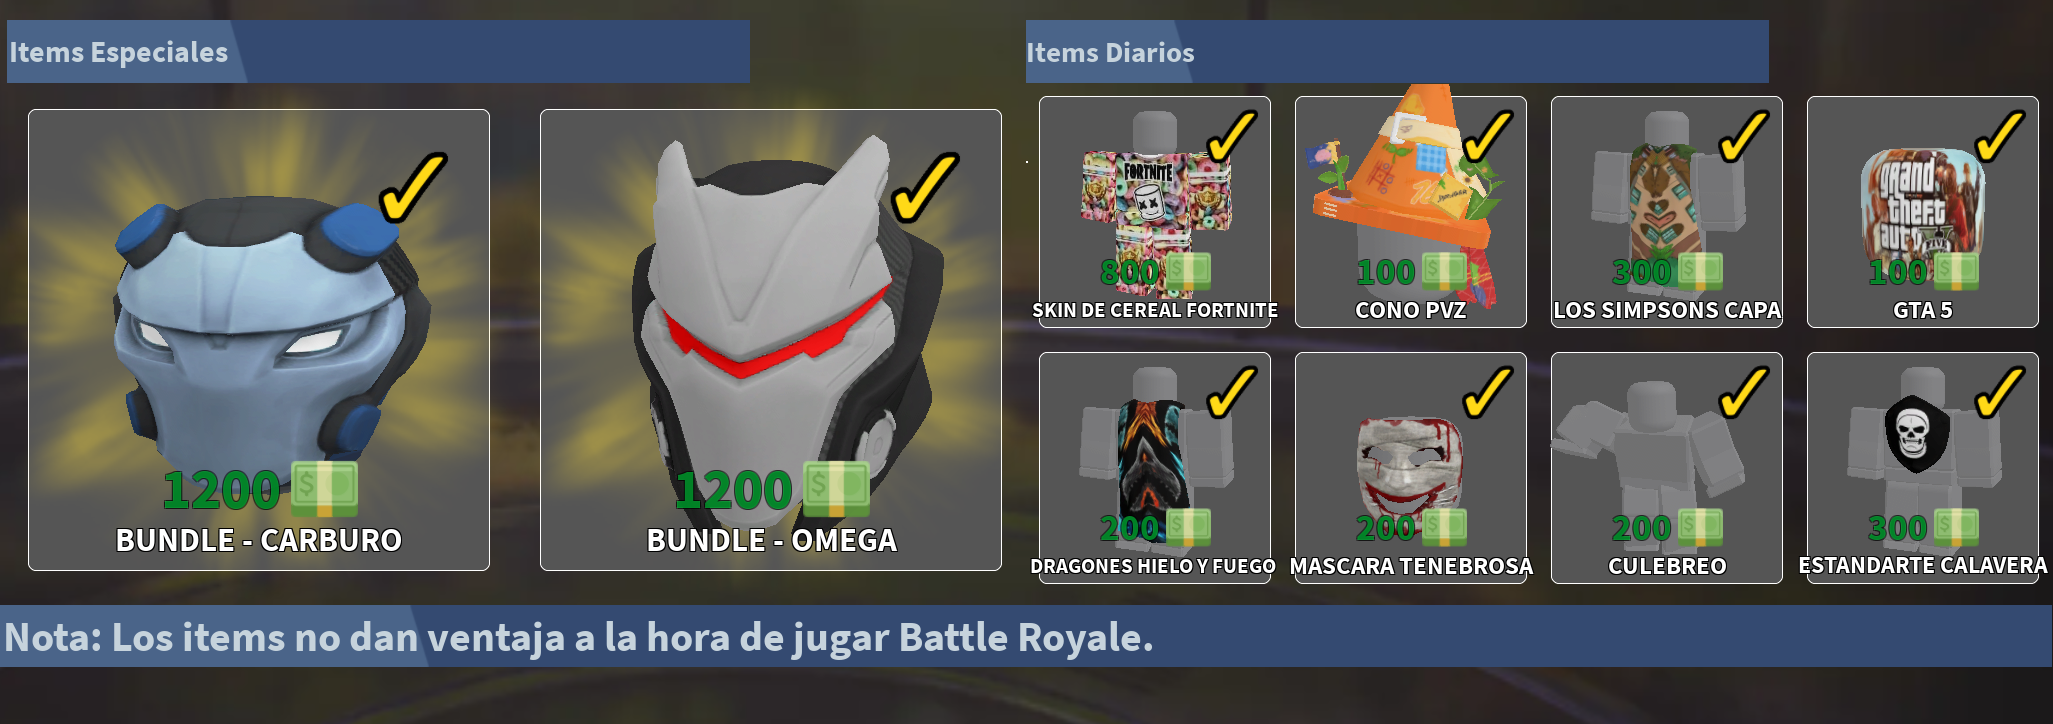 Items Especiales
1200
BUNDLE - CARBURO
1200
BUNDLE - OMEGA
Items Diarios
FORTNITE
800
SKIN DE CEREAL FORTNITE
100
CONO PVZ
300
LOS SIMPSONS CAPA
grand
theft
auto
V
FIVE
100
GTA 5
200
DRAGONES HIELO Y FUEGO
200
MASCARA TENEBROSA
200
CULEBREO
300
ESTANDARTE CALAVERA
Nota: Los items no dan ventaja a la hora de jugar Battle Royale.